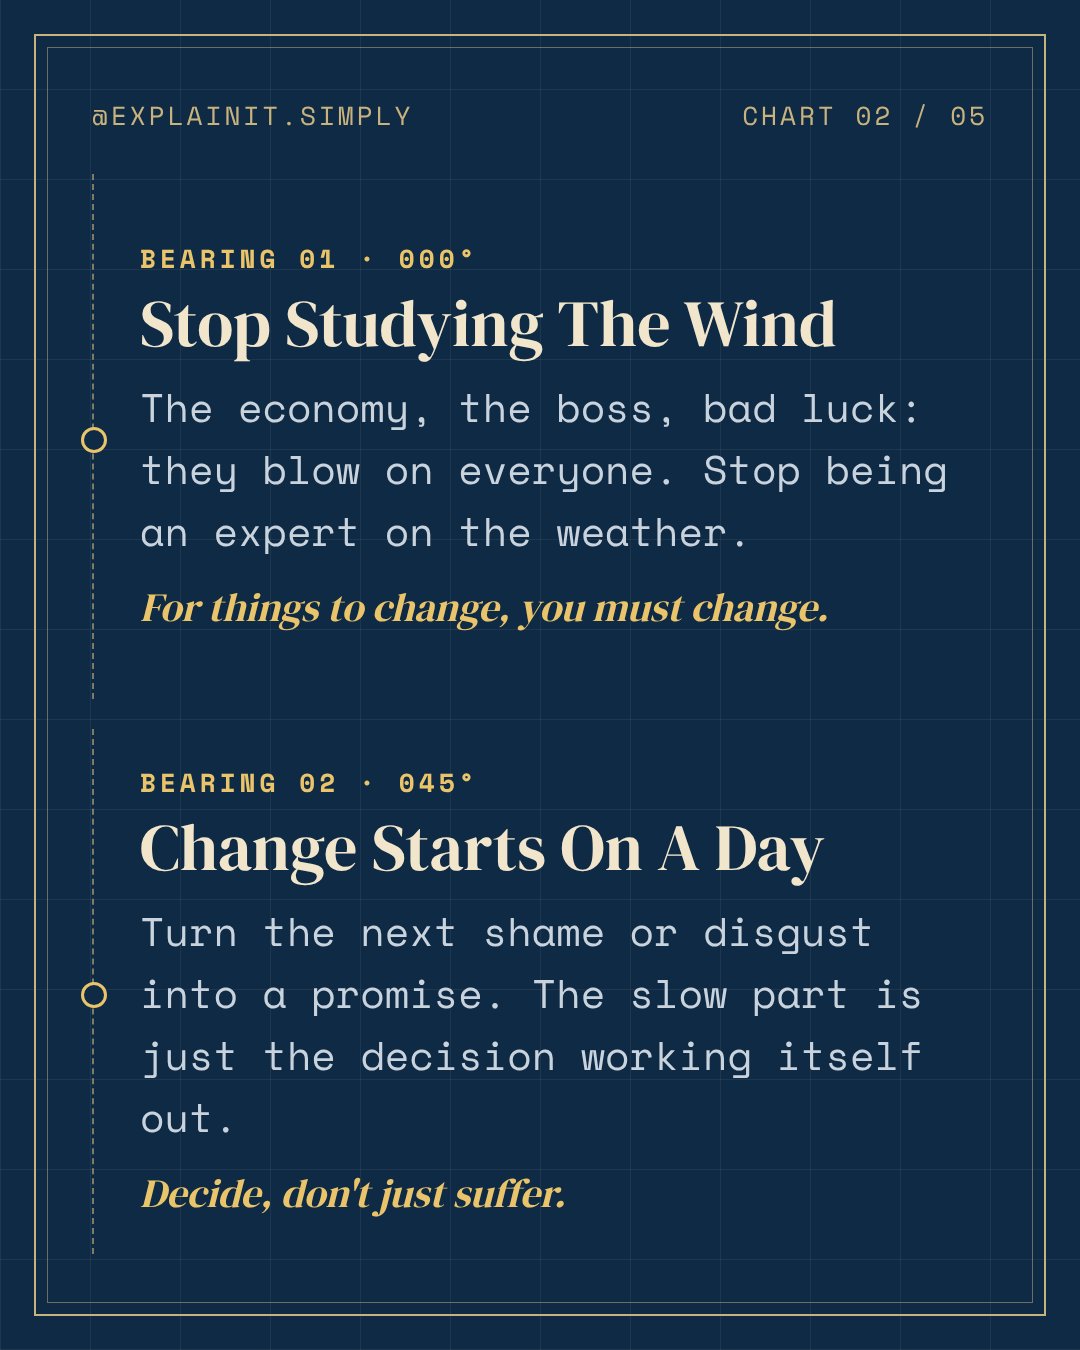 @EXPLAINIT.SIMPLY
CHART 02 / 05
BEARING 01 · 000°
Stop Studying The Wind
The economy, the boss, bad luck:
they blow on everyone. Stop being
an expert on the weather.
For things to change, you must change.
BEARING 02 · 045°
Change Starts On A Day
Turn the next shame or disgust
into a promise. The slow part is
just the decision working itself
out.
Decide, don't just suffer.